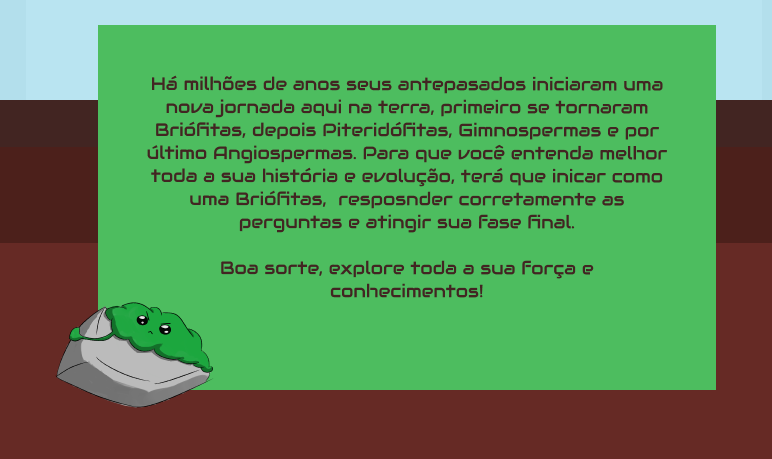 Há milhões de anos seus antepasados iniciaram uma
nova jornada aqui na terra, primeiro se tornaram
Briófitas, depois Piteridófitas, Gimnospermas e por
último Angiospermas. Para que você entenda melhor
toda a sua história e evolução, terá que inicar como
uma Briófitas,  resposnder corretamente as
perguntas e atingir sua fase final.
Boa sorte, explore toda a sua força e
conhecimentos!